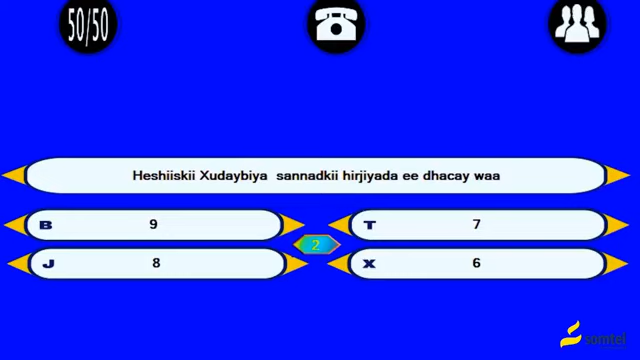 50/50
Heshiiskii Xudaybiya sannadkii hirjiyada ee dhacay waa
B 9
T 7
2
J 8
X 6
somtel